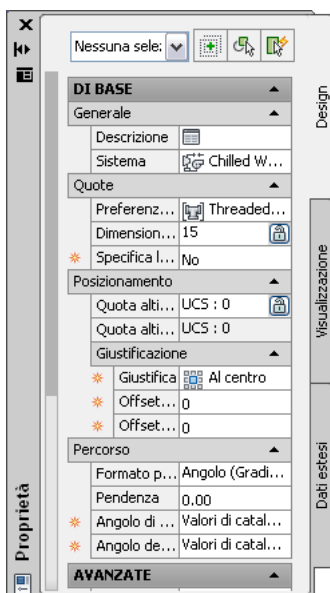 Nessuna sele:
DI BASE
Generale
Descrizione
Sistema Chilled W...
Quote
Preferenz... Threaded...
Dimension... 15
Specifica l... No
Posizionamento
Quota alti... UCS : 0
Quota alti... UCS : 0
Giustificazione
Giustifica Al centro
Offset... 0
Offset... 0
Percorso
Formato p... Angolo (Gradi...
Pendenza 0.00
Angolo di ... Valori di catal...
Angolo de... Valori di catal...
AVANZATE
Design
Visualizzazione
Dati estesi
Proprietà